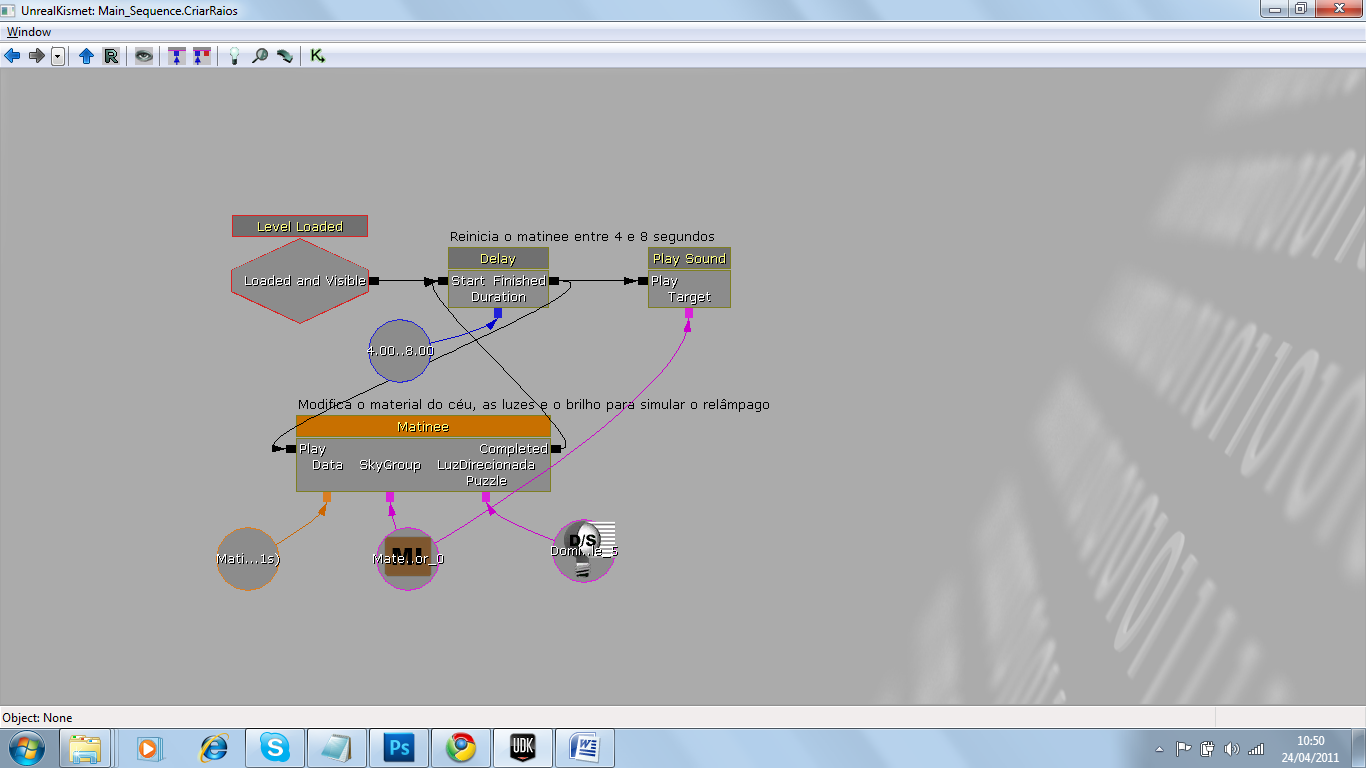 UnrealKismet: Main_Sequence.CriarRaios
Window
Level Loaded
Loaded and Visible
Reinicia o matinee entre 4 e 8 segundos
Delay
Start Finished
Duration
Play Sound
Play
Target
4.00..8.00
Modifica o material do céu, as luzes e o brilho para simular o relâmpago
Matinee
Play Completed
Data SkyGroup LuzDirecionada
Puzzle
Mati...1s)
MI
Mate..or_0
D/S
Domi..le_5
Object: None
10:50
24/04/2011